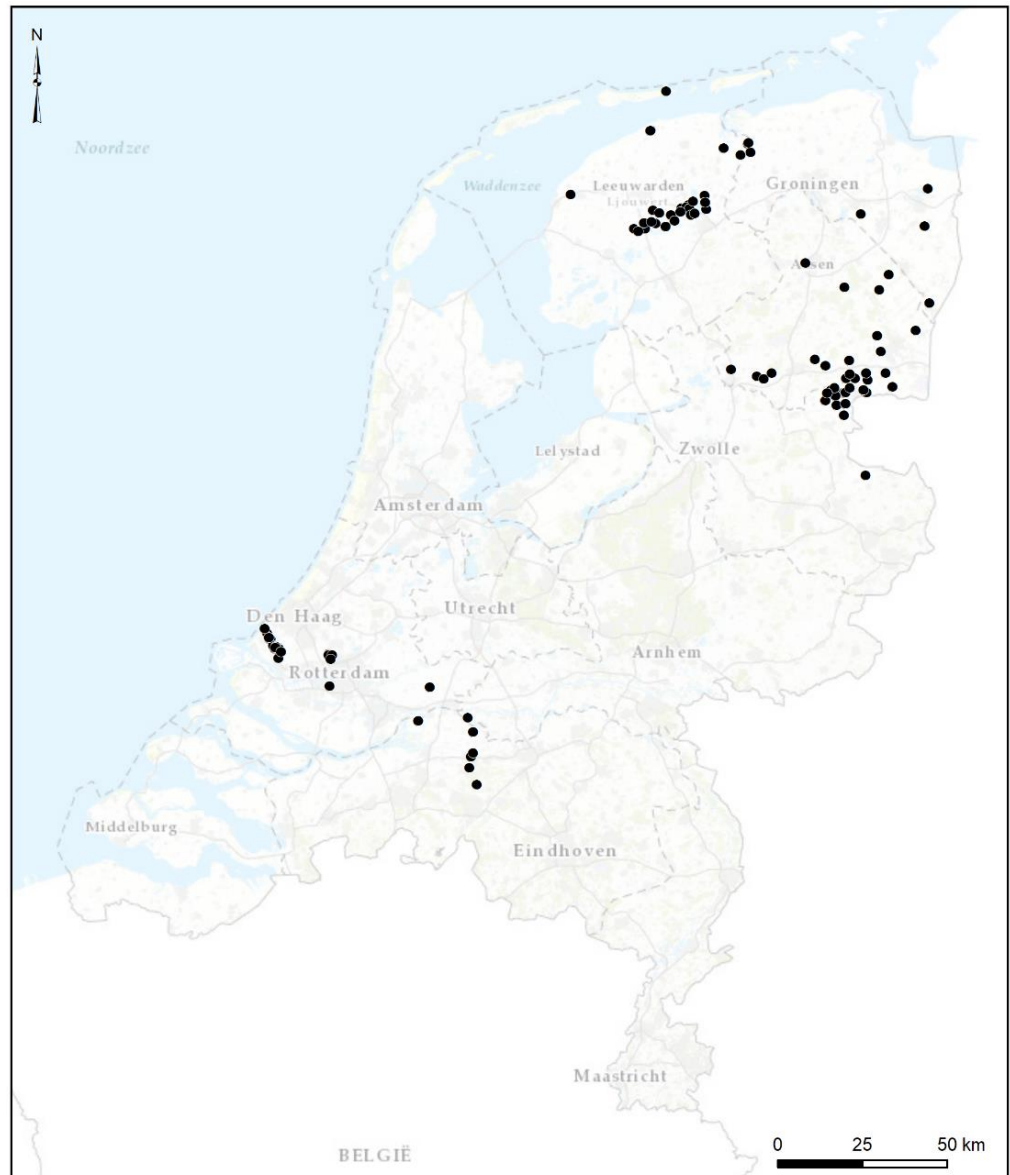 N
Noordzee
Waddenzee
Leeuwarden
Ljouwert
Groningen
Assen
Zwolle
Lelystad
Amsterdam
Utrecht
Den Haag
Arnhem
Rotterdam
Middelburg
Eindhoven
Maastricht
BELGIË
0 25 50 km